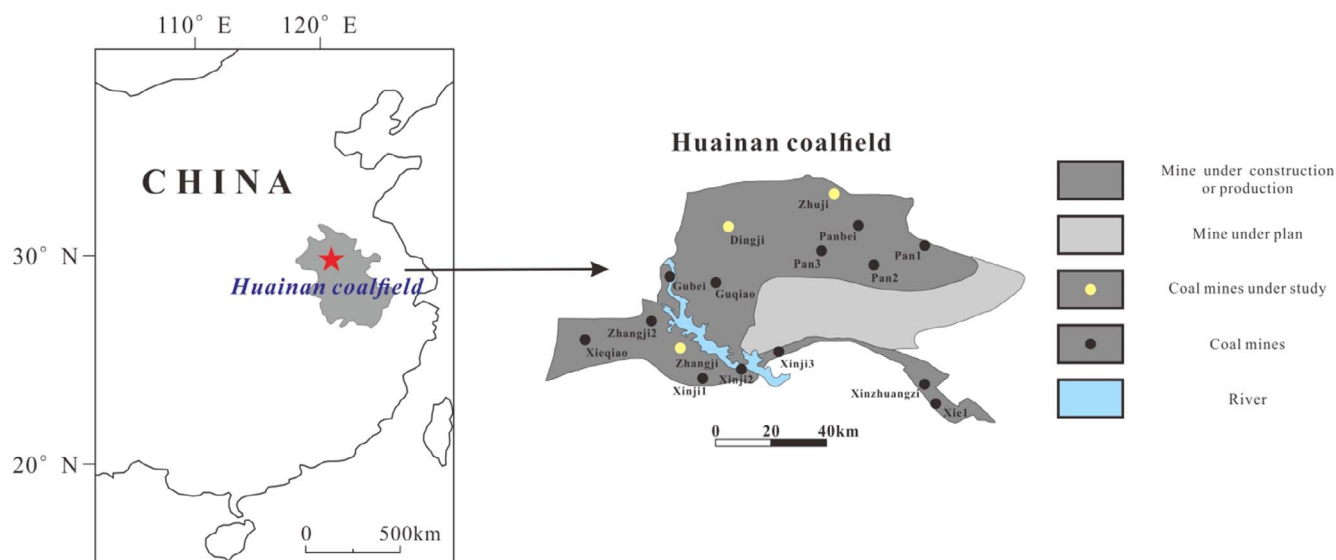 110° E
120° E
30° N
20° N
CHINA
Huainan coalfield
0
500km
Huainan coalfield
Zhuji
Dingji
Panbei
Pan3
Pan1
Pan2
Gubei
Guqiao
Zhangji2
Xieqiao
Zhangji
Xinji1
Xinji2
Xinji3
Xinzhuangzi
Xie1
0
20
40km
Mine under construction
or production
Mine under plan
Coal mines under study
Coal mines
River